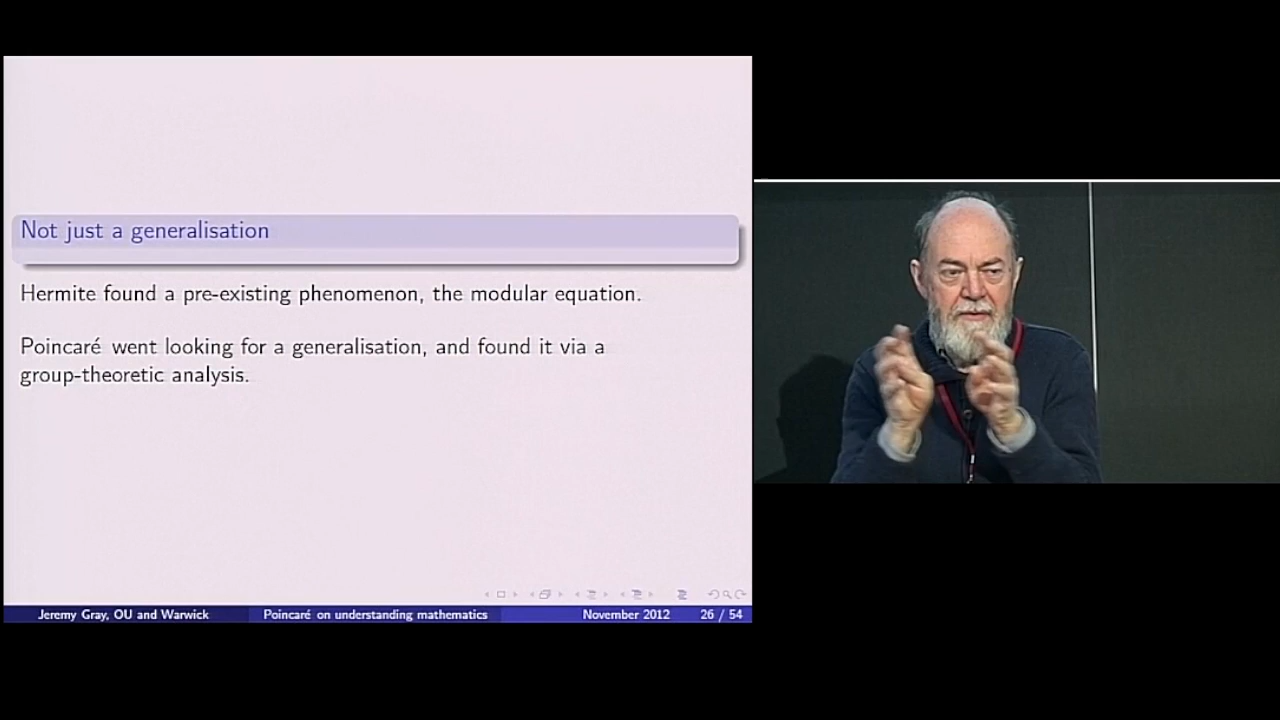 Not just a generalisation
Hermite found a pre-existing phenomenon, the modular equation.
Poincaré went looking for a generalisation, and found it via a
group-theoretic analysis.
Jeremy Gray, OU and Warwick
Poincaré on understanding mathematics
November 2012
26 / 54